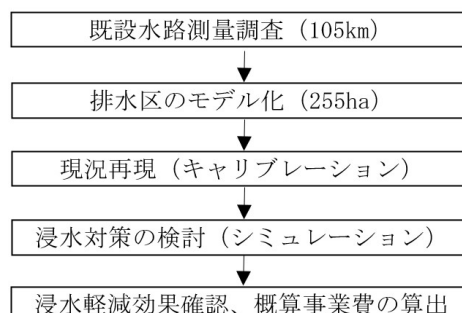 既設水路測量調査（105km）
排水区のモデル化（255ha）
現況再現（キャリブレーション）
浸水対策の検討（シミュレーション）
浸水軽減効果確認、概算事業費の算出